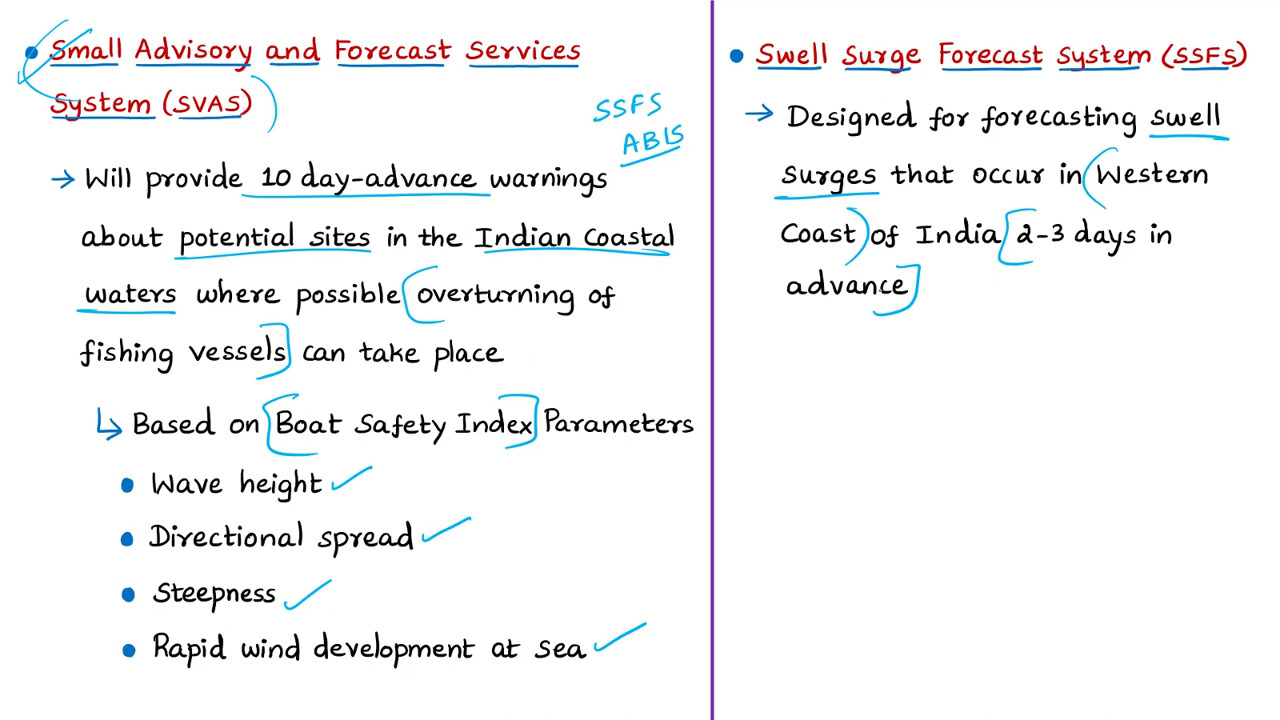 • Small Advisory and Forecast Services
System (SVAS)
SSFS
ABIS
→ Will provide 10 day-advance warnings
about potential sites in the Indian Coastal
waters where possible overturning of
fishing vessels can take place
↳ Based on Boat Safety Index Parameters
• Wave height
• Directional spread
• Steepness
• Rapid wind development at sea
• Swell Surge Forecast System (SSFS)
→ Designed for forecasting swell
surges that occur in Western
Coast of India 2-3 days in
advance